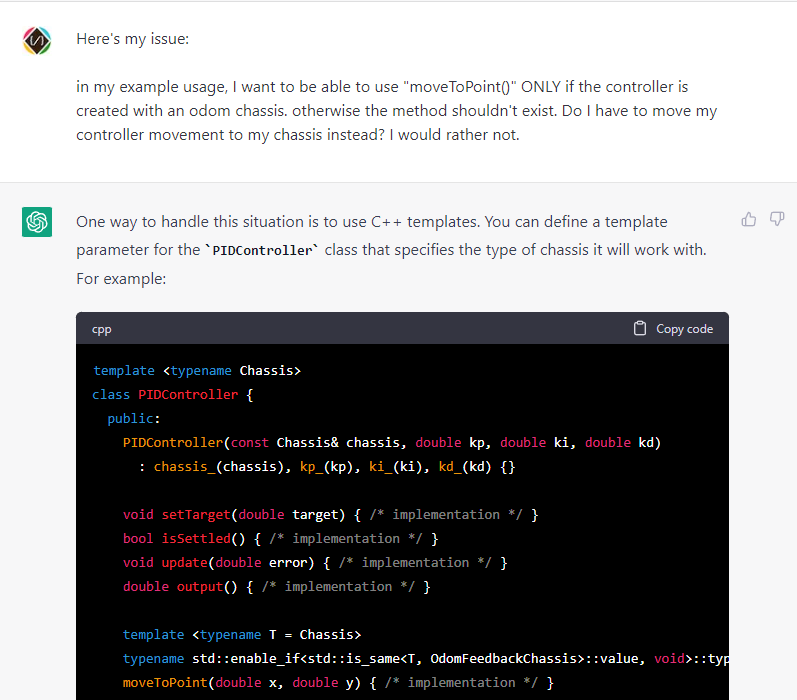 Here's my issue:
in my example usage, I want to be able to use "moveToPoint()" ONLY if the controller is
created with an odom chassis. otherwise the method shouldn't exist. Do I have to move my
controller movement to my chassis instead? I would rather not.
One way to handle this situation is to use C++ templates. You can define a template
parameter for the `PIDController` class that specifies the type of chassis it will work with.
For example:
cpp Copy code
template <typename Chassis>
class PIDController {
public:
PIDController(const Chassis& chassis, double kp, double ki, double kd)
: chassis_(chassis), kp_(kp), ki_(ki), kd_(kd) {}
void setTarget(double target) { /* implementation */ }
bool isSettled() { /* implementation */ }
void update(double error) { /* implementation */ }
double output() { /* implementation */ }
template <typename T = Chassis>
typename std::enable_if<std::is_same<T, OdomFeedbackChassis>::value, void>::typ
moveToPoint(double x, double y) { /* implementation */ }